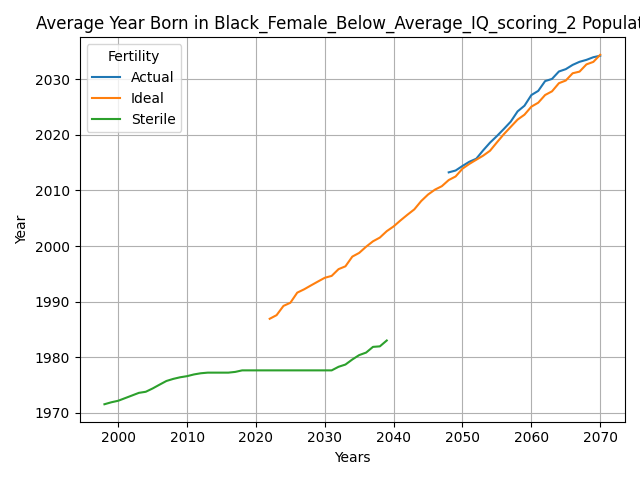 Average Year Born in Black_Female_Below_Average_IQ_scoring_2 Populat
Fertility
Actual
Ideal
Sterile
2030
2020
2010
2000
1990
1980
1970
Year
2000 2010 2020 2030 2040 2050 2060 2070
Years